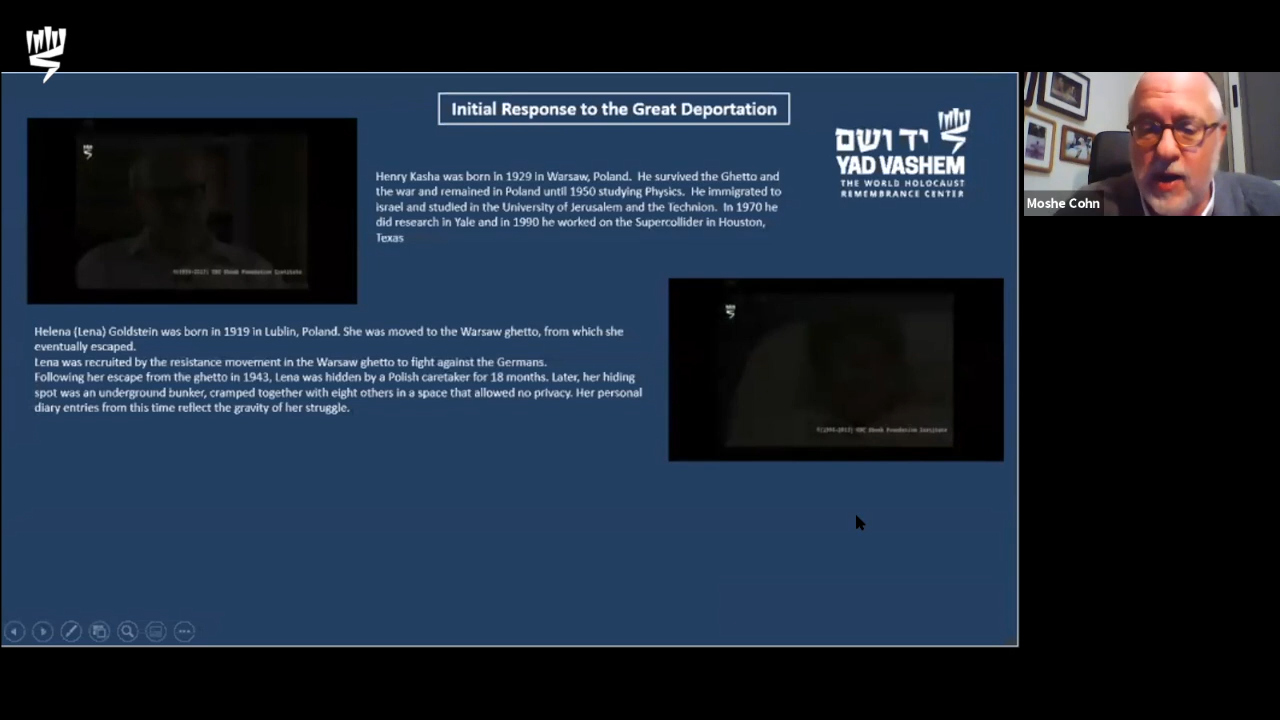 Initial Response to the Great Deportation
יד ושם
YAD VASHEM
THE WORLD HOLOCAUST
REMEMBRANCE CENTER
Henry Kasha was born in 1929 in Warsaw, Poland. He survived the Ghetto and
the war and remained in Poland until 1950 studying Physics. He immigrated to
Israel and studied in the University of Jerusalem and the Technion. In 1970 he
did research in Yale and in 1990 he worked on the Supercollider in Houston,
Texas
Moshe Cohn
Foundation Institute
Helena (Lena) Goldstein was born in 1919 in Lublin, Poland. She was moved to the Warsaw ghetto, from which she
eventually escaped.
Lena was recruited by the resistance movement in the Warsaw ghetto to fight against the Germans.
Following her escape from the ghetto in 1943, Lena was hidden by a Polish caretaker for 18 months. Later, her hiding
spot was an underground bunker, cramped together with eight others in a space that allowed no privacy. Her personal
diary entries from this time reflect the gravity of her struggle.
Foundation Institute